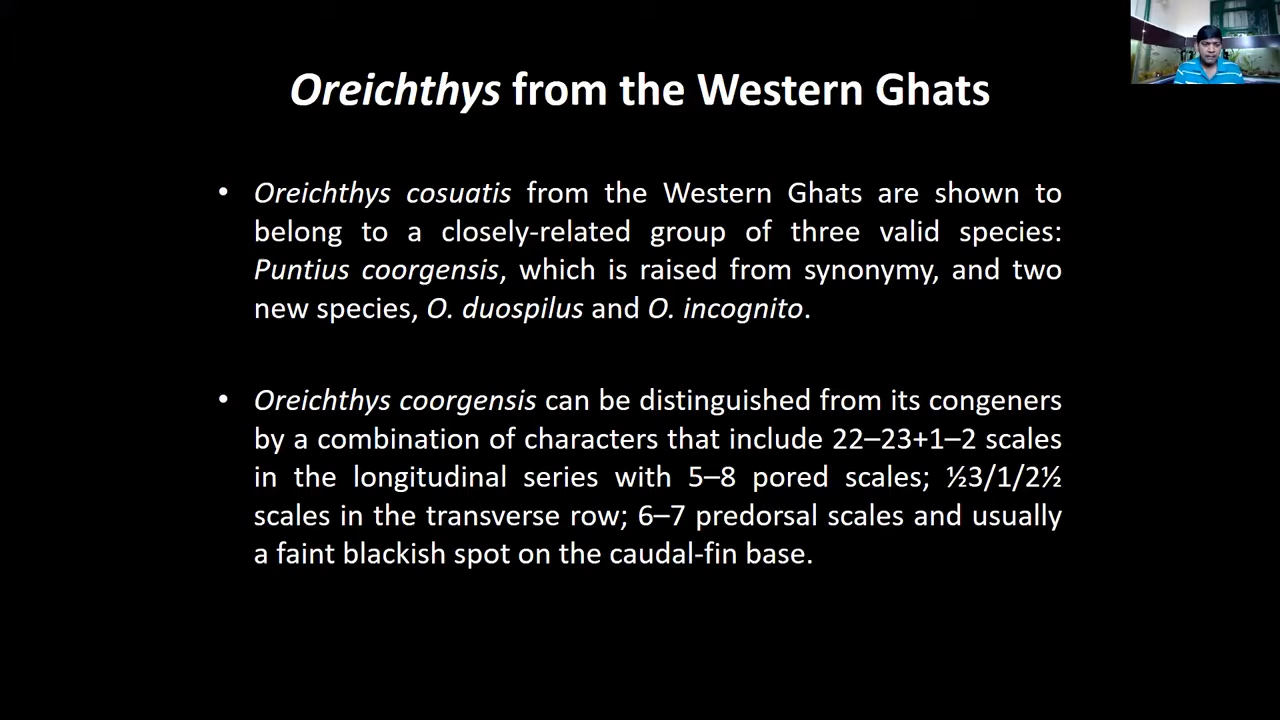 Oreichthys from the Western Ghats
• Oreichthys cosuatis from the Western Ghats are shown to
belong to a closely-related group of three valid species:
Puntius coorgensis, which is raised from synonymy, and two
new species, O. duospilus and O. incognito.
• Oreichthys coorgensis can be distinguished from its congeners
by a combination of characters that include 22–23+1–2 scales
in the longitudinal series with 5–8 pored scales; ½3/1/2½
scales in the transverse row; 6–7 predorsal scales and usually
a faint blackish spot on the caudal-fin base.